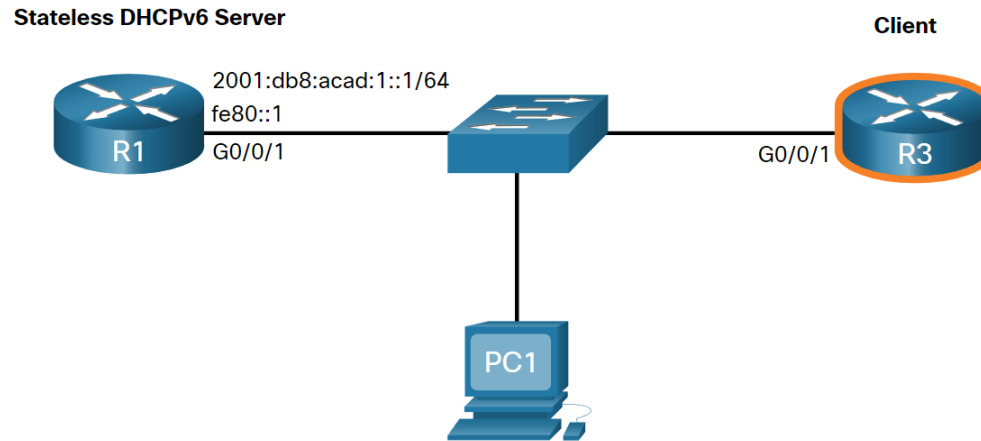 Stateless DHCPv6 Server
Client
2001:db8:acad:1::1/64
fe80::1
R1
G0/0/1
G0/0/1
R3
PC1